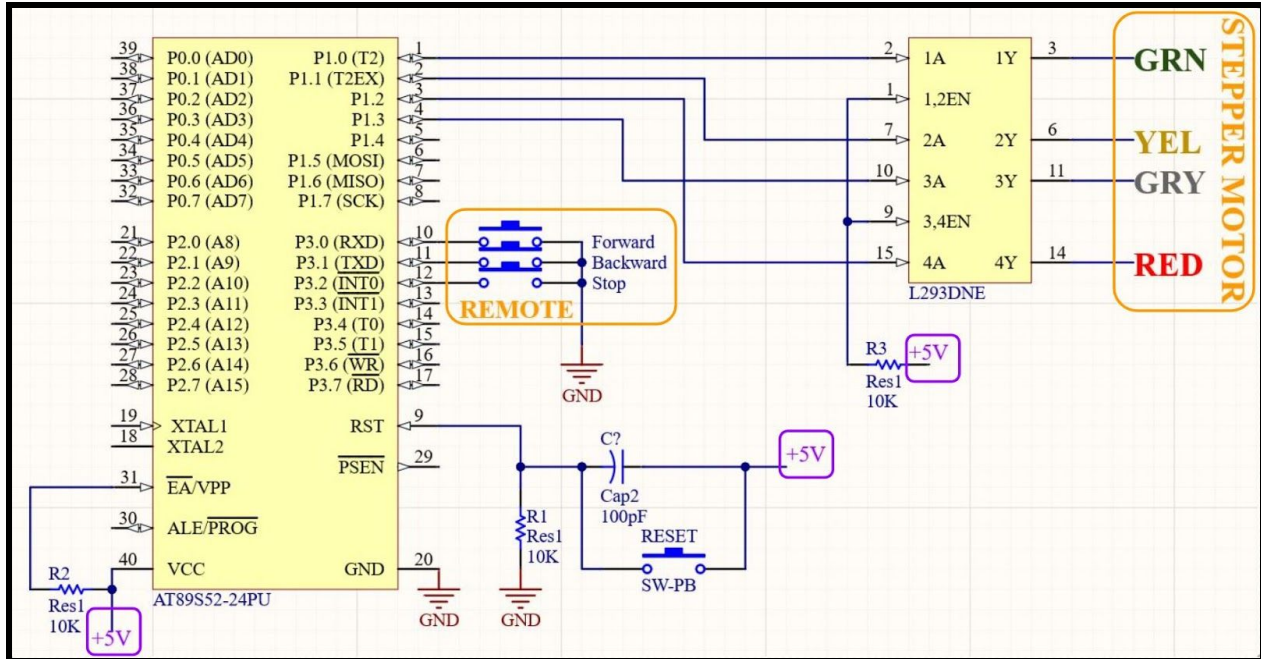 39 P0.0 (AD0) P1.0 (T2) 1
38 P0.1 (AD1) P1.1 (T2EX) 2
37 P0.2 (AD2) P1.2 3
36 P0.3 (AD3) P1.3 4
35 P0.4 (AD4) P1.4 5
34 P0.5 (AD5) P1.5 (MOSI) 6
33 P0.6 (AD6) P1.6 (MISO) 7
32 P0.7 (AD7) P1.7 (SCK) 8
21 P2.0 (A8) P3.0 (RXD) 10
22 P2.1 (A9) P3.1 (TXD) 11
23 P2.2 (A10) P3.2 (INT0) 12
24 P2.3 (A11) P3.3 (INT1) 13
25 P2.4 (A12) P3.4 (T0) 14
26 P2.5 (A13) P3.5 (T1) 15
27 P2.6 (A14) P3.6 (WR) 16
28 P2.7 (A15) P3.7 (RD) 17
19 XTAL1 RST 9
18 XTAL2
PSEN 29
31 EA/VPP
30 ALE/PROG
40 VCC GND 20
AT89S52-24PU
R2
Res1
10K
+5V
GND
Forward
Backward
Stop
REMOTE
GND
R1
Res1
10K
GND
C?
Cap2
100pF
RESET
SW-PB
+5V
2 1A 1Y 3 GRN
1 1,2EN
7 2A 2Y 6 YEL
10 3A 3Y 11 GRY
9 3,4EN
15 4A 4Y 14 RED
L293DNE
STEPPER MOTOR
R3
Res1
10K
+5V